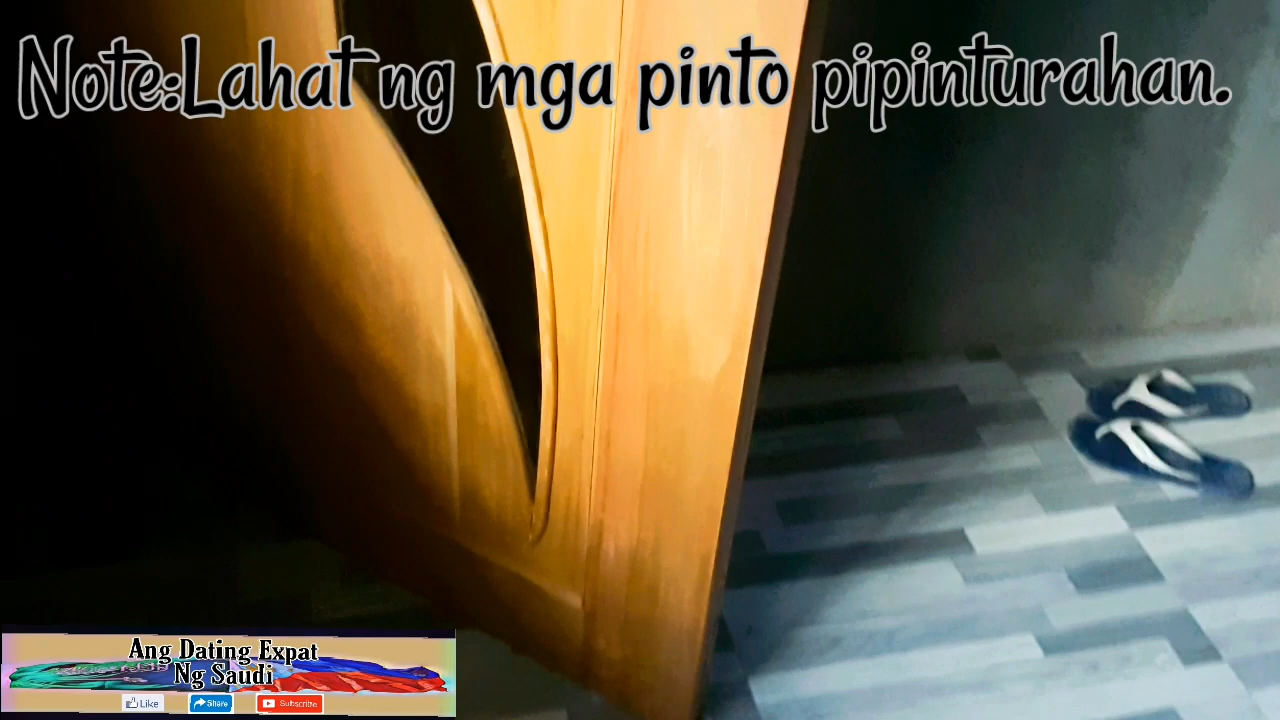 Note:Lahat ng mga pinto pipinturahan.
Ang Dating Expat
Ng Saudi
Like Share Subscribe